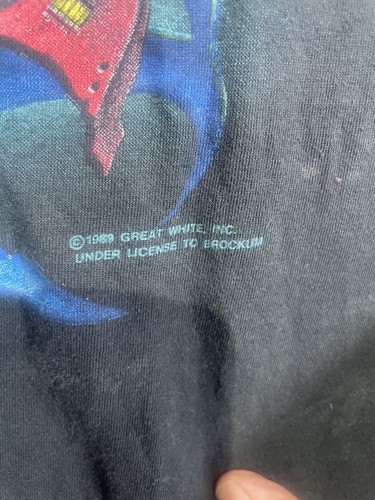 ©1989 GREAT WHITE, INC.
UNDER LICENSE TO BROCKUM